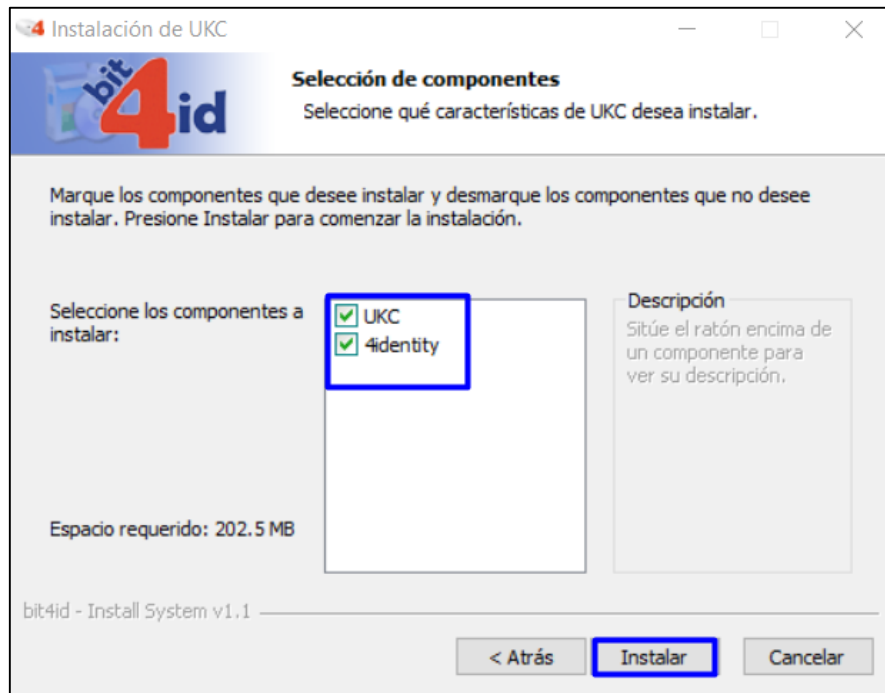 Instalación de UKC
bit4id
Selección de componentes
Seleccione qué características de UKC desea instalar.
Marque los componentes que desee instalar y desmarque los componentes que no desee
instalar. Presione Instalar para comenzar la instalación.
Seleccione los componentes a
instalar:
UKC
4identity
Descripción
Sitúe el ratón encima de
un componente para
ver su descripción.
Espacio requerido: 202.5 MB
bit4id - Install System v1.1
< Atrás
Instalar
Cancelar